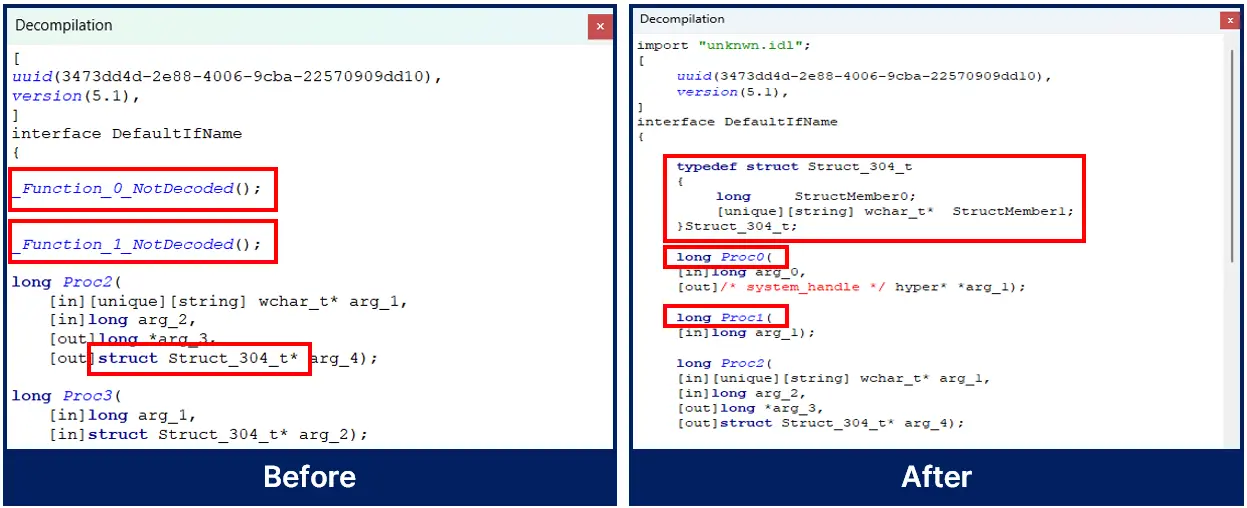 Decompilation
x
[
uuid(3473dd4d-2e88-4006-9cba-22570909dd10),
version(5.1),
]
interface DefaultIfName
{
_Function_0_NotDecoded();
_Function_1_NotDecoded();
long Proc2(
[in][unique][string] wchar_t* arg_1,
[in]long arg_2,
[out]long *arg_3,
[out]struct Struct_304_t* arg_4);
long Proc3(
[in]long arg_1,
[in]struct Struct_304_t* arg_2);
Before
Decompilation
x
import "unknwn.idl";
[
uuid(3473dd4d-2e88-4006-9cba-22570909dd10),
version(5.1),
]
interface DefaultIfName
{
typedef struct Struct_304_t
{
long StructMember0;
[unique][string] wchar_t* StructMember1;
}Struct_304_t;
long Proc0(
[in]long arg_0,
[out]/* system_handle */ hyper* *arg_1);
long Proc1(
[in]long arg_1);
long Proc2(
[in][unique][string] wchar_t* arg_1,
[in]long arg_2,
[out]long *arg_3,
[out]struct Struct_304_t* arg_4);
After